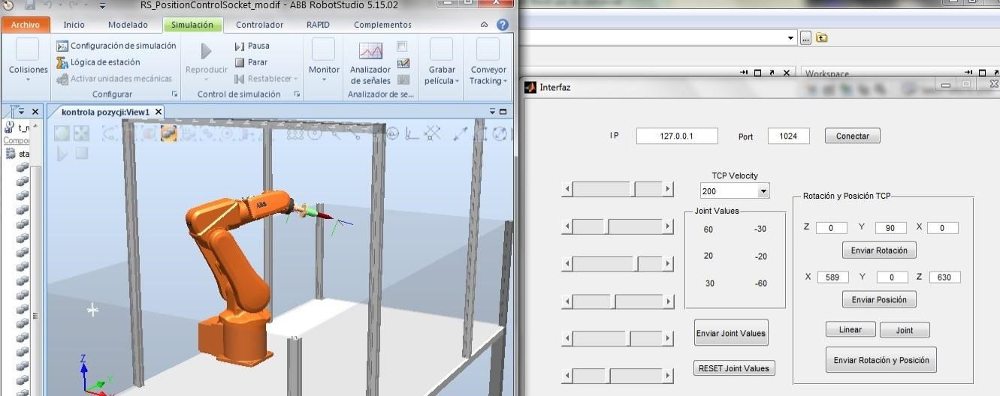 RS_PositionControlSocket_modif - ABB RobotStudio 5.15.02
Archivo Inicio Modelado Simulación Controlador RAPID Complementos
Colisiones
Configuración de simulación
Lógica de estación
Activar unidades mecánicas
Configurar
Reproducir
Pausa
Parar
Restablecer
Control de simulación
Monitor
Analizador de señales
Analizador de se...
Grabar película
Conveyor Tracking
kontrola pozycji:View1
Compor
sta
ABB
Z
Y
Workspace
Interfaz
IP 127.0.0.1 Port 1024 Conectar
TCP Velocity
200
Joint Values
60 -30
20 -20
30 -60
Enviar Joint Values
RESET Joint Values
Rotación y Posición TCP
Z 0 Y 90 X 0
Enviar Rotación
X 589 Y 0 Z 630
Enviar Posición
Linear Joint
Enviar Rotación y Posición